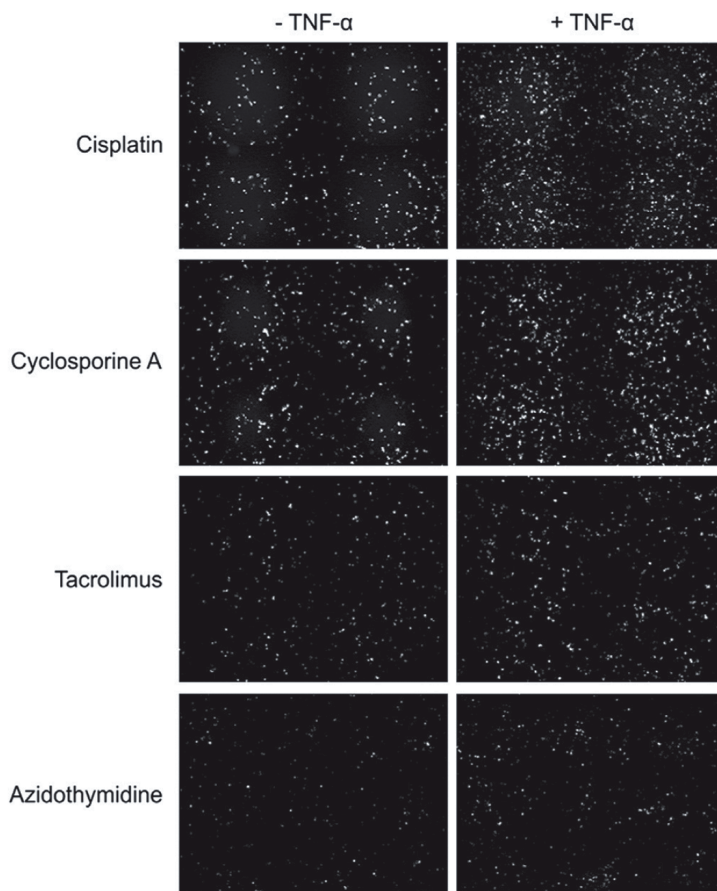 - TNF-α
+ TNF-α
Cisplatin
Cyclosporine A
Tacrolimus
Azidothymidine